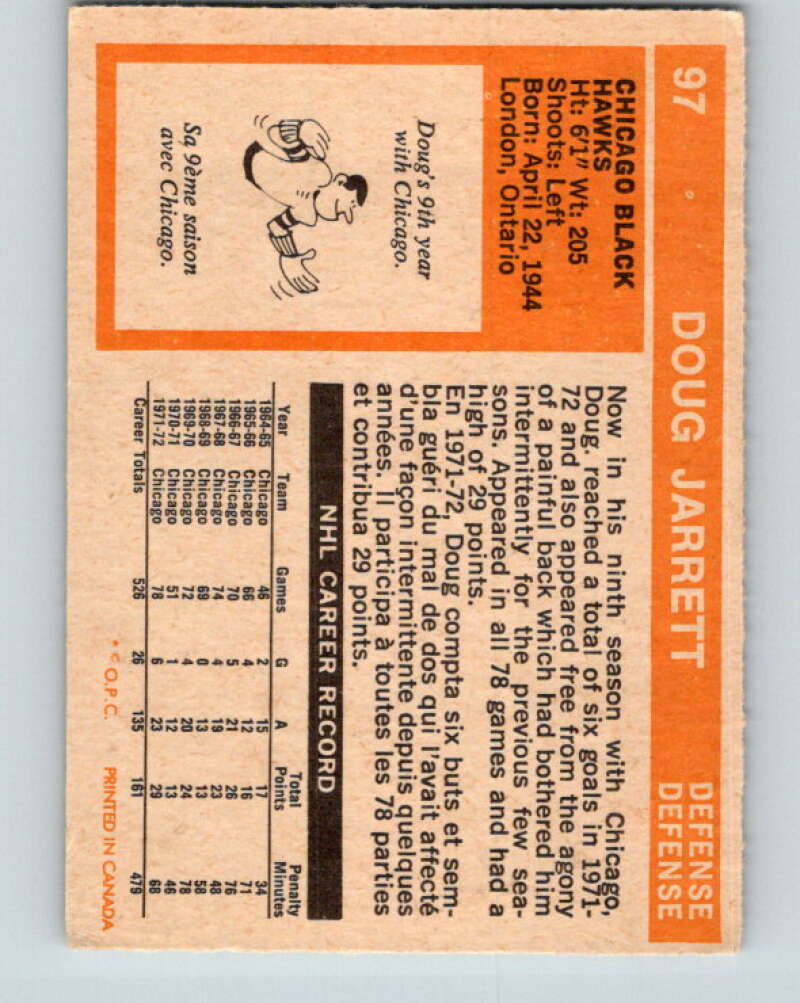 97 DOUG JARRETT DEFENSE
DEFENSE
CHICAGO BLACK
HAWKS
Ht: 6'1" Wt: 205
Shoots: Left
Born: April 22, 1944
London, Ontario
Doug's 9th year
with Chicago.
Sa 9ème saison
avec Chicago.
Now in his ninth season with Chicago,
Doug. reached a total of six goals in 1971-
72 and also appeared free from the agony
of a painful back which had bothered him
intermittently for the previous few sea-
sons. Appeared in all 78 games and had a
high of 29 points.
En 1971-72, Doug compta six buts et sem-
bla guéri du mal de dos qui l'avait affecté
d'une façon intermittente depuis quelques
années. Il participa à toutes les 78 parties
et contribua 29 points.
NHL CAREER RECORD
Year Team Games G A Total Points Penalty Minutes
1964-65 Chicago 46 2 15 17 34
1965-66 Chicago 66 4 12 16 71
1966-67 Chicago 70 5 21 26 76
1967-68 Chicago 74 4 19 23 48
1968-69 Chicago 69 0 13 13 58
1969-70 Chicago 72 4 20 24 78
1970-71 Chicago 51 1 12 13 46
1971-72 Chicago 78 6 23 29 68
Career Totals 526 26 135 161 479
* © O.P.C. PRINTED IN CANADA